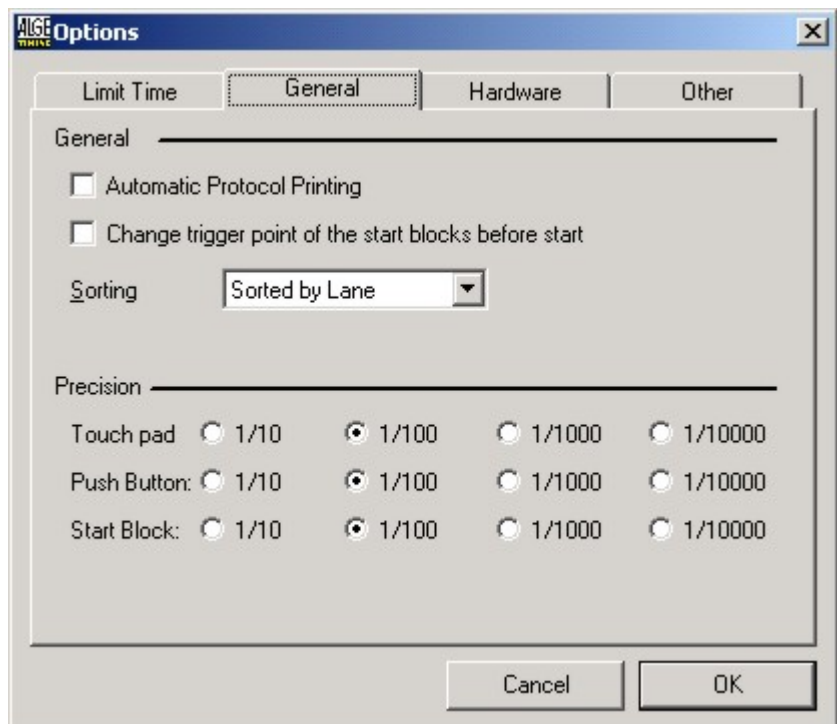 ALGE TIMING Options
Limit Time General Hardware Other
General
Automatic Protocol Printing
Change trigger point of the start blocks before start
Sorting Sorted by Lane
Precision
Touch pad 1/10 1/100 1/1000 1/10000
Push Button: 1/10 1/100 1/1000 1/10000
Start Block: 1/10 1/100 1/1000 1/10000
Cancel OK